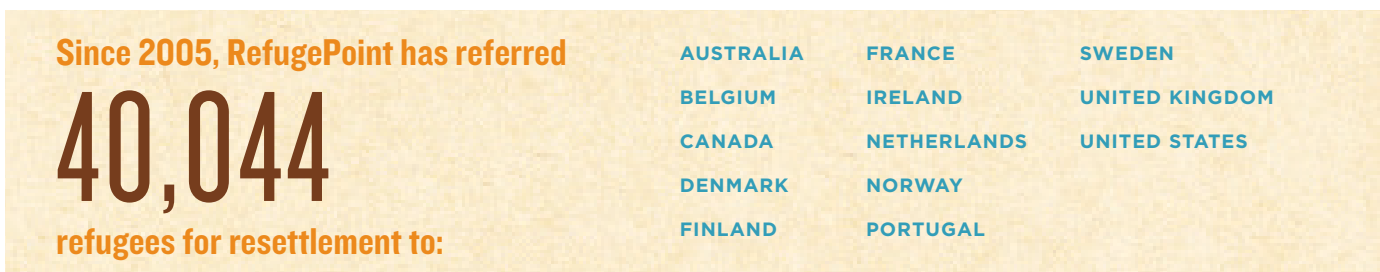 Since 2005, RefugePoint has referred
40,044
refugees for resettlement to:
AUSTRALIA
BELGIUM
CANADA
DENMARK
FINLAND
FRANCE
IRELAND
NETHERLANDS
NORWAY
PORTUGAL
SWEDEN
UNITED KINGDOM
UNITED STATES